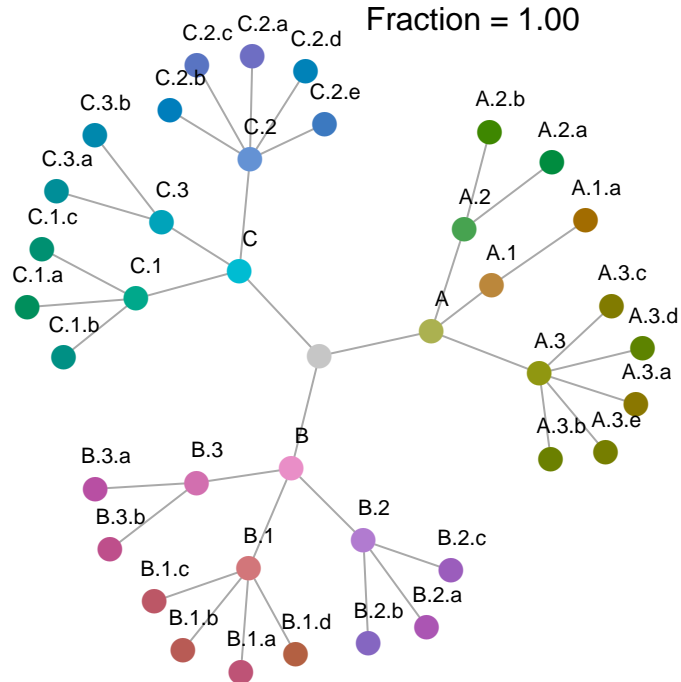 Fraction = 1.00
C.2.a
C.2.c
C.2.d
C.2.b
C.2.e
C.2
C.3.b
C.3.a
C.3
C.1.c
C
C.1.a
C.1
C.1.b
A.2.b
A.2.a
A.2
A.1.a
A.1
A.3.c
A
A.3.d
A.3
A.3.a
A.3.b
A.3.e
B
B.3
B.3.a
B.3.b
B.1
B.2
B.2.c
B.1.c
B.2.a
B.2.b
B.1.b
B.1.d
B.1.a